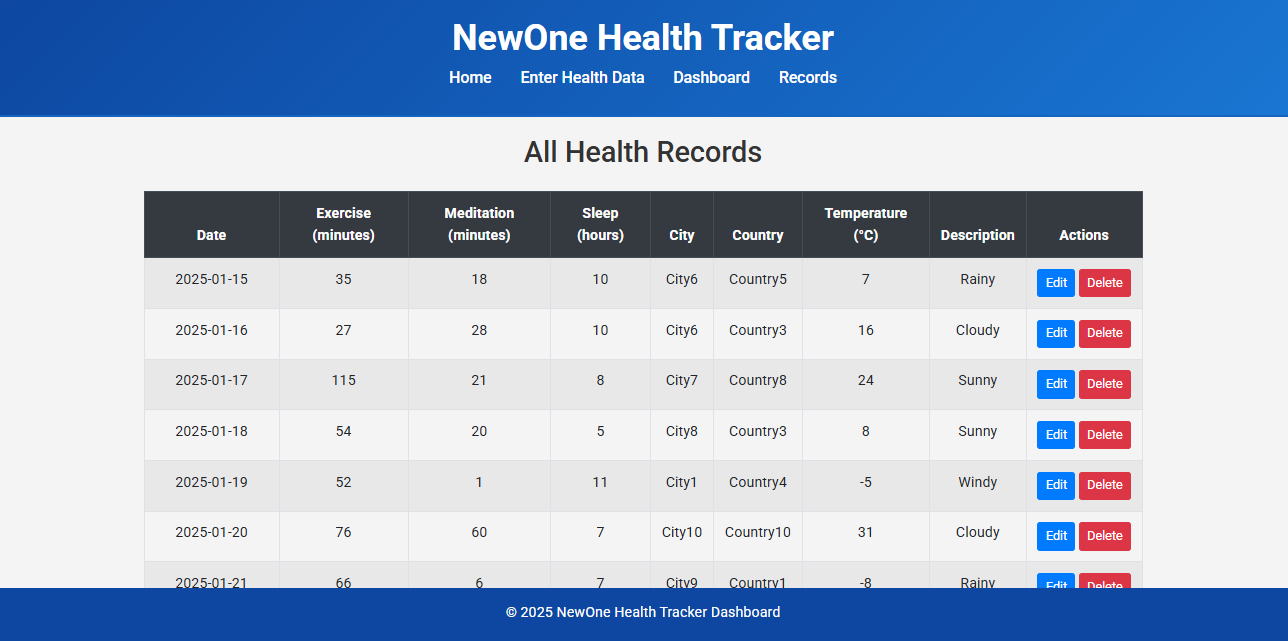 NewOne Health Tracker
Home Enter Health Data Dashboard Records
All Health Records
Date Exercise (minutes) Meditation (minutes) Sleep (hours) City Country Temperature (°C) Description Actions
2025-01-15 35 18 10 City6 Country5 7 Rainy Edit Delete
2025-01-16 27 28 10 City6 Country3 16 Cloudy Edit Delete
2025-01-17 115 21 8 City7 Country8 24 Sunny Edit Delete
2025-01-18 54 20 5 City8 Country3 8 Sunny Edit Delete
2025-01-19 52 1 11 City1 Country4 -5 Windy Edit Delete
2025-01-20 76 60 7 City10 Country10 31 Cloudy Edit Delete
2025-01-21 66 6 7 City9 Country1 -8 Rainy Edit Delete
© 2025 NewOne Health Tracker Dashboard